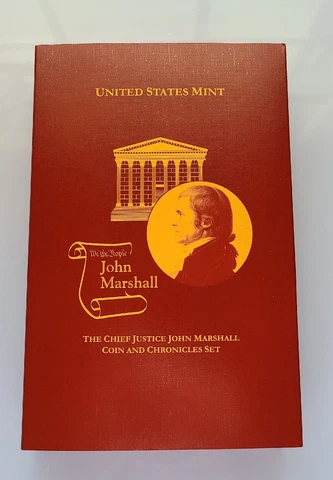 UNITED STATES MINT
We the People
John
Marshall
THE CHIEF JUSTICE JOHN MARSHALL
COIN AND CHRONICLES SET